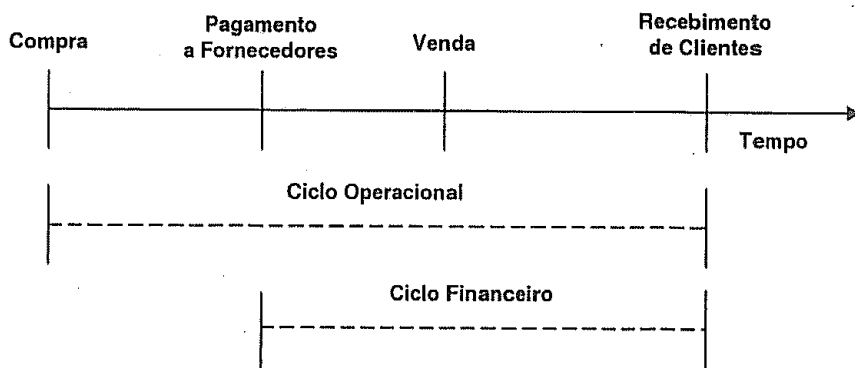 Compra
Pagamento
a Fornecedores
Venda
Recebimento
de Clientes
Tempo
Ciclo Operacional
Ciclo Financeiro